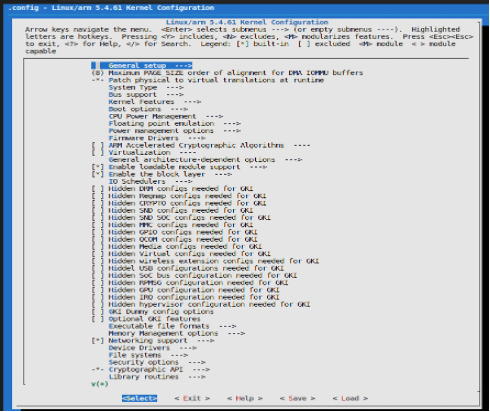 .config - Linux/arm 5.4.61 Kernel Configuration
Linux/arm 5.4.61 Kernel Configuration
Arrow keys navigate the menu. <Enter> selects submenus ---> (or empty submenus ----). Highlighted
letters are hotkeys. Pressing <Y> includes, <N> excludes, <M> modularizes features. Press <Esc><Esc>
to exit, <?> for Help, </> for Search. Legend: [*] built-in [ ] excluded <M> module < > module
capable
General setup --->
(8) Maximum PAGE_SIZE order of alignment for DMA IOMMU buffers
-*- Patch physical to virtual translations at runtime
System Type --->
Bus support --->
Kernel Features --->
Boot options --->
CPU Power Management --->
Floating point emulation --->
Power management options --->
Firmware Drivers --->
[ ] ARM Accelerated Cryptographic Algorithms ----
[ ] Virtualization ----
General architecture-dependent options --->
[*] Enable loadable module support --->
[*] Enable the block layer --->
IO Schedulers --->
[ ] Hidden DRM configs needed for GKI
[ ] Hidden Regmap configs needed for GKI
[ ] Hidden CRYPTO configs needed for GKI
[ ] Hidden SND configs needed for GKI
[ ] Hidden SND SOC configs needed for GKI
[ ] Hidden MMC configs needed for GKI
[ ] Hidden GPIO configs needed for GKI
[ ] Hidden QCOM configs needed for GKI
[ ] Hidden Media configs needed for GKI
[ ] Hidden Virtual configs needed for GKI
[ ] Hidden wireless extension configs needed for GKI
[ ] Hiddel USB configurations needed for GKI
[ ] Hidden SoC bus configuration needed for GKI
[ ] Hidden RPMSG configuration needed for GKI
[ ] Hidden GPU configuration needed for GKI
[ ] Hidden IRQ configuration needed for GKI
[ ] Hidden hypervisor configuration needed for GKI
[ ] GKI Dummy config options
[ ] Optional GKI features
Executable file formats --->
Memory Management options --->
[*] Networking support --->
Device Drivers --->
File systems --->
Security options --->
-*- Cryptographic API --->
Library routines --->
v(+)
<Select> < Exit > < Help > < Save > < Load >